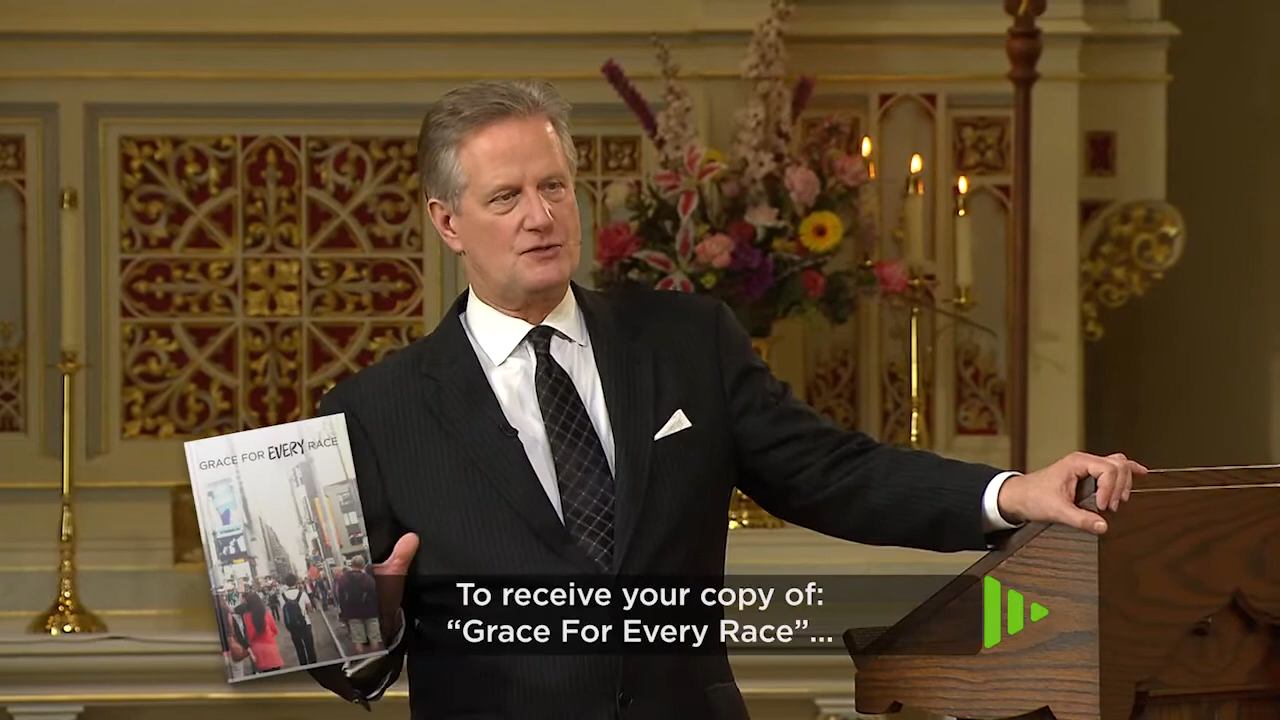 GRACE FOR EVERY RACE
To receive your copy of:
“Grace For Every Race”...